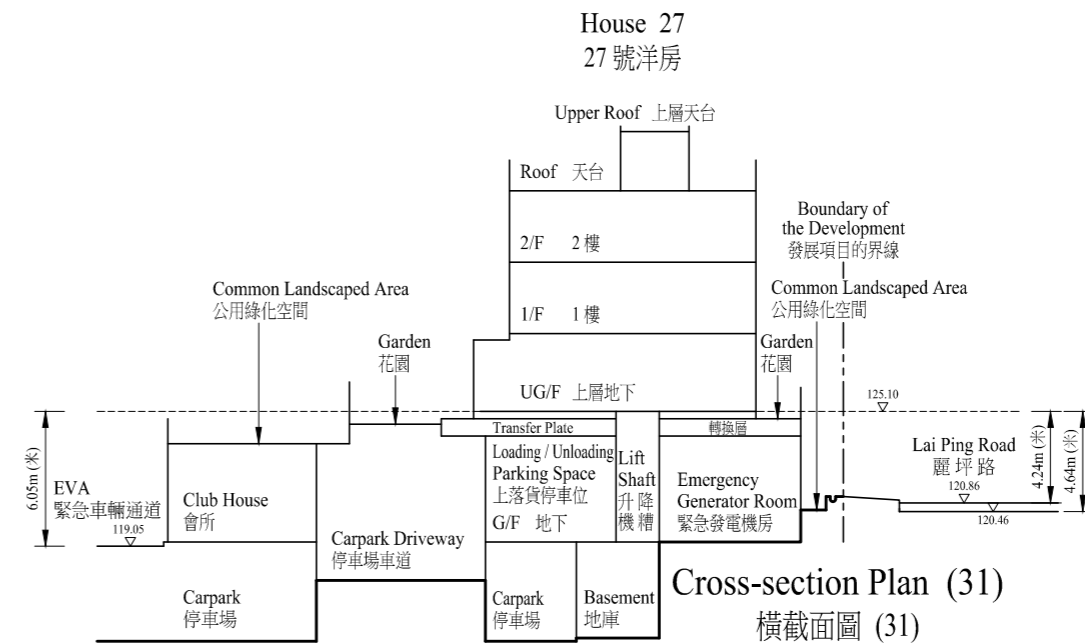 House 27
27 號洋房
Upper Roof 上層天台
Roof 天台
Boundary of
the Development
發展項目的界線
2/F 2 樓
Common Landscaped Area
公用綠化空間
Common Landscaped Area
公用綠化空間
1/F 1 樓
Garden
花園
Garden
花園
UG/F 上層地下
125.10
Transfer Plate
轉換層
6.05m (米)
EVA
緊急車輛通道
119.05
Club House
會所
Loading / Unloading
Parking Space
上落貨停車位
G/F 地下
Lift
Shaft
升降
機糟
Emergency
Generator Room
緊急發電機房
Lai Ping Road
麗坪路
120.86
120.46
4.24m (米)
4.64m (米)
Carpark Driveway
停車場車道
Carpark
停車場
Carpark
停車場
Basement
地庫
Cross-section Plan (31)
橫截面圖 (31)